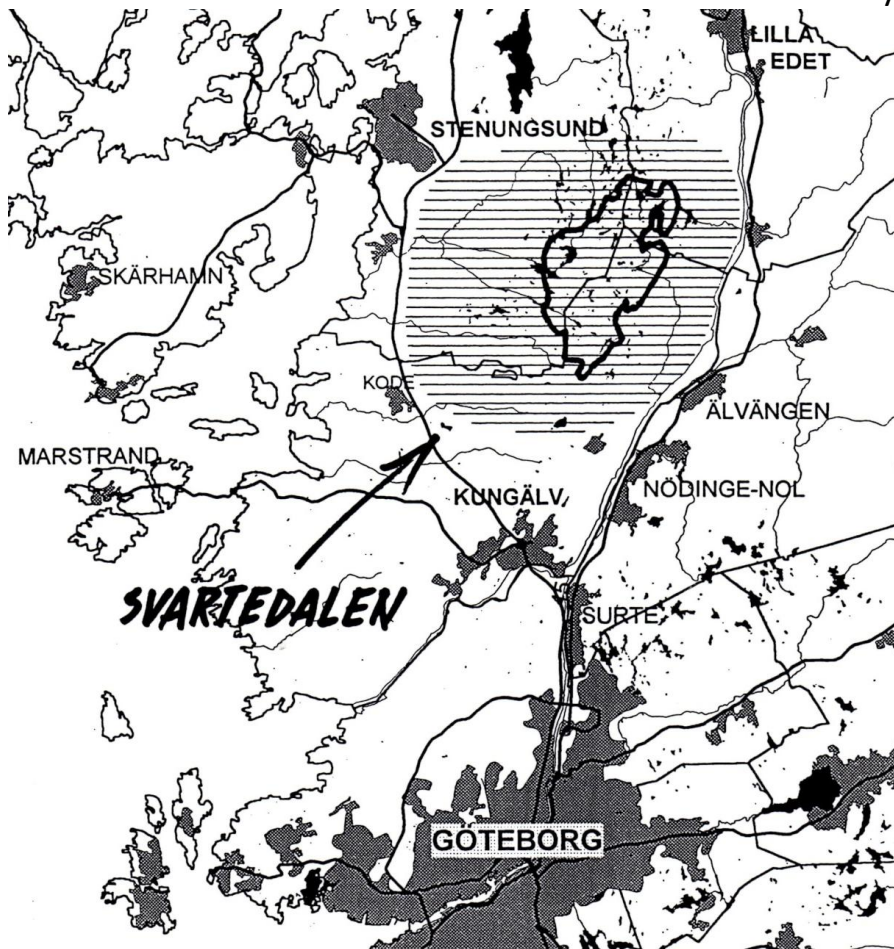 LILLA
EDET
STENUNGSUND
SKÄRHAMN
KODE
ÄLVÄNGEN
MARSTRAND
NÖDINGE-NOL
KUNGÄLV
SVARTEDALEN
SURTE
GÖTEBORG